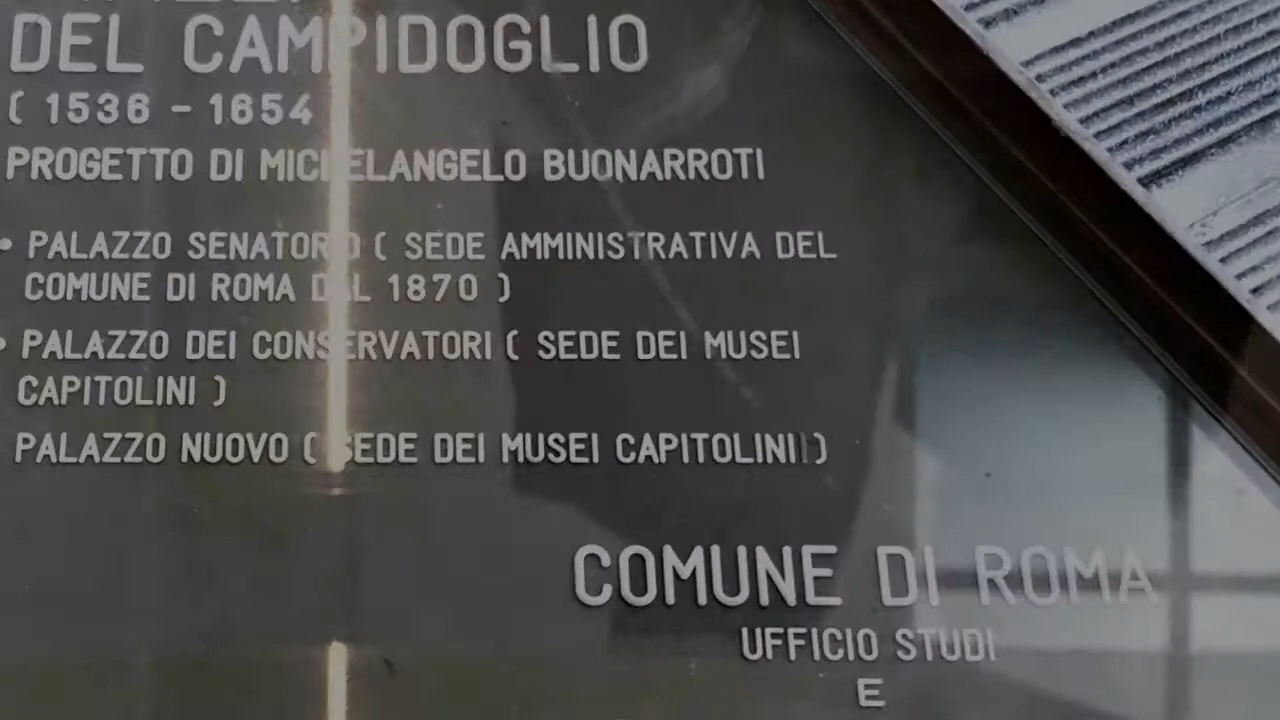 DEL CAMPIDOGLIO
( 1536 - 1654
PROGETTO DI MICHELANGELO BUONARROTI
• PALAZZO SENATORIO ( SEDE AMMINISTRATIVA DEL
COMUNE DI ROMA DAL 1870 )
• PALAZZO DEI CONSERVATORI ( SEDE DEI MUSEI
CAPITOLINI )
PALAZZO NUOVO ( SEDE DEI MUSEI CAPITOLINI )
COMUNE DI ROMA
UFFICIO STUDI
E